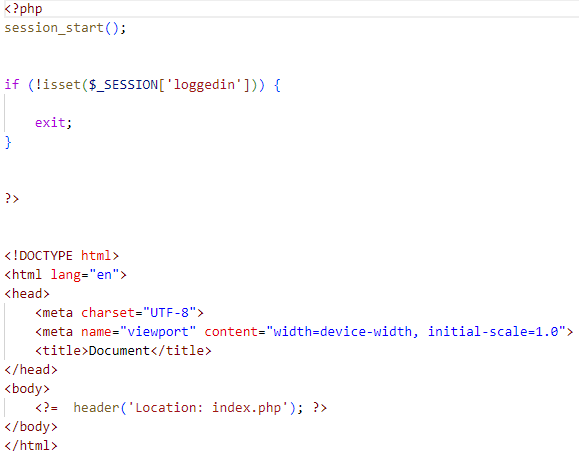 <?php
session_start();
if (!isset($_SESSION['loggedin'])) {
    exit;
}
?>
<!DOCTYPE html>
<html lang="en">
<head>
    <meta charset="UTF-8">
    <meta name="viewport" content="width=device-width, initial-scale=1.0">
    <title>Document</title>
</head>
<body>
    <?=  header('Location: index.php'); ?>
</body>
</html>